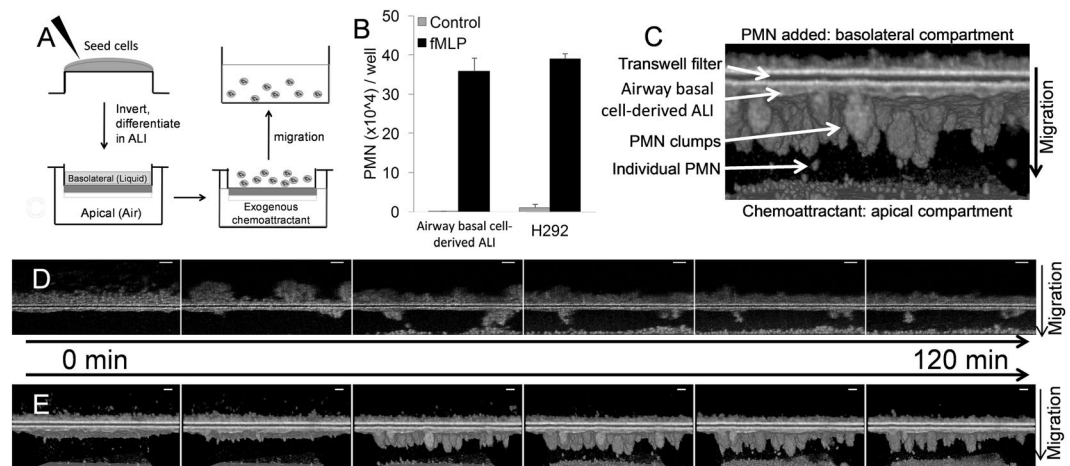 A
Seed cells
Invert,
differentiate
in ALI
Basolateral (Liquid)
Apical (Air)
migration
Exogenous
chemoattractant
B
PMN (x10^4) / well
50
40
30
20
10
0
Control
fMLP
Airway basal cell-
derived ALI
H292
C
PMN added: basolateral compartment
Transwell filter
Airway basal
cell-derived ALI
PMN clumps
Individual PMN
Migration
Chemoattractant: apical compartment
D
Migration
0 min
120 min
E
Migration